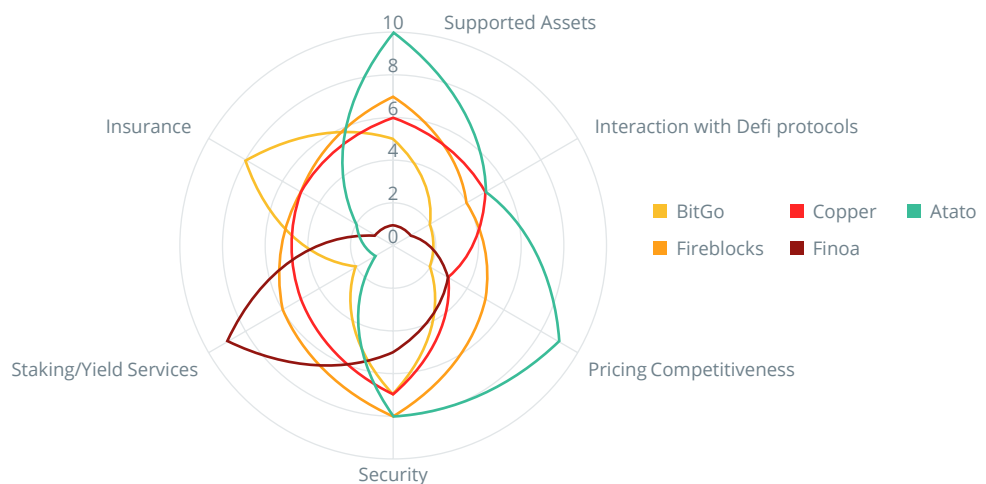 10
Supported Assets
8
6
Insurance
Interaction with Defi protocols
4
2
BitGo
Copper
Atato
0
Fireblocks
Finoa
Staking/Yield Services
Pricing Competitiveness
Security